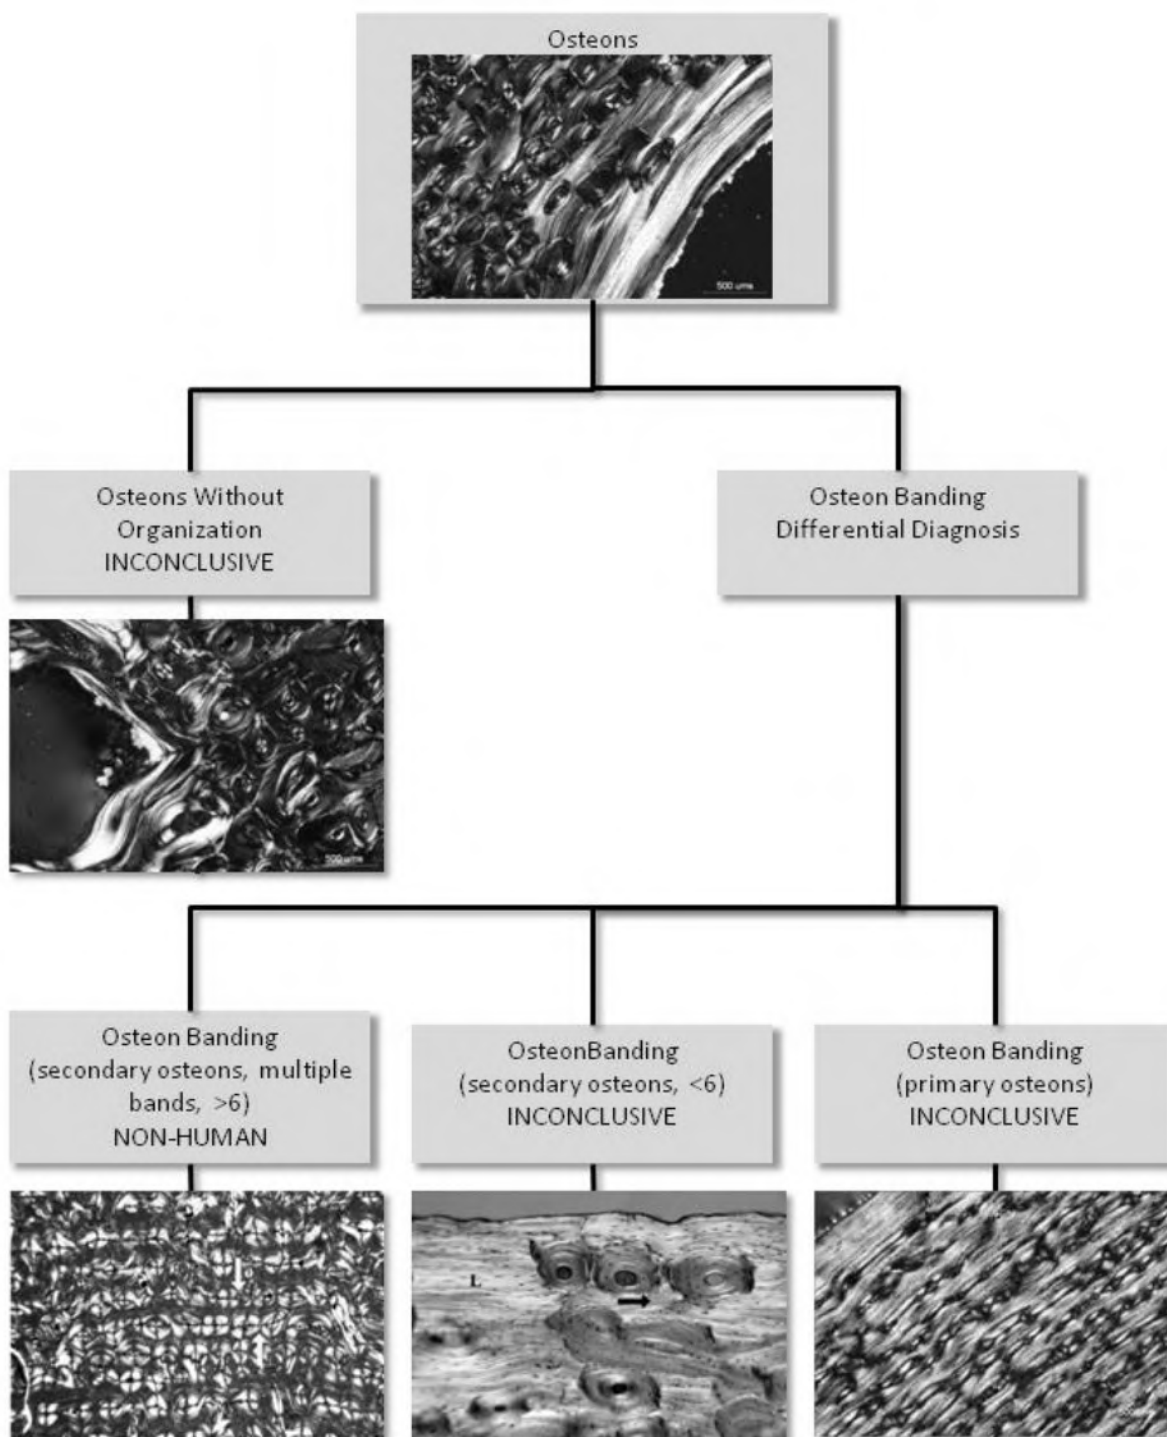 Osteons
500 ums
Osteons Without
Organization
INCONCLUSIVE
Osteon Banding
Differential Diagnosis
500 ums
Osteon Banding
(secondary osteons, multiple
bands, >6)
NON-HUMAN
OsteonBanding
(secondary osteons, <6)
INCONCLUSIVE
Osteon Banding
(primary osteons)
INCONCLUSIVE
L